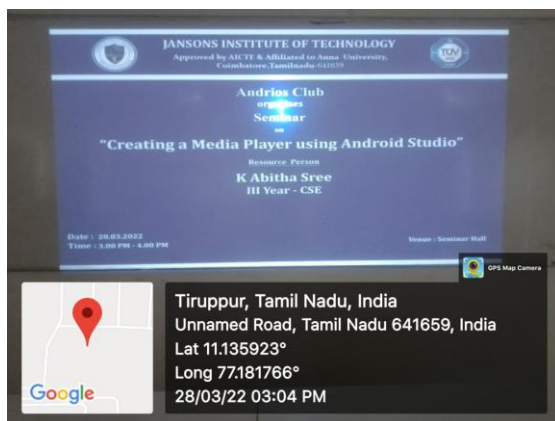 JANSONS INSTITUTE OF TECHNOLOGY
Approved by AICTE & Affiliated to Anna University,
Coimbatore,Tamilnadu-641659
TÜV
Andrios Club
organizes
Seminar
on
"Creating a Media Player using Android Studio"
Resource Person
K Abitha Sree
III Year - CSE
Date : 28.03.2022
Time : 3.00 PM - 4.00 PM
Venue : Seminar Hall
GPS Map Camera
Tiruppur, Tamil Nadu, India
Unnamed Road, Tamil Nadu 641659, India
Lat 11.135923°
Long 77.181766°
28/03/22 03:04 PM
Google